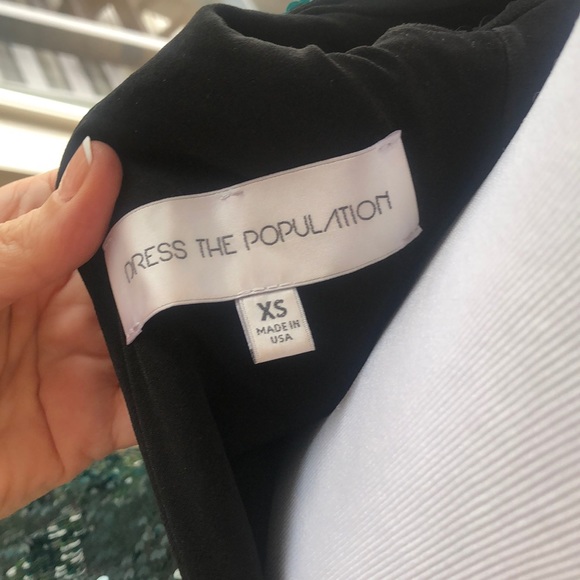 DRESS THE POPULATION
XS
MADE IN
USA